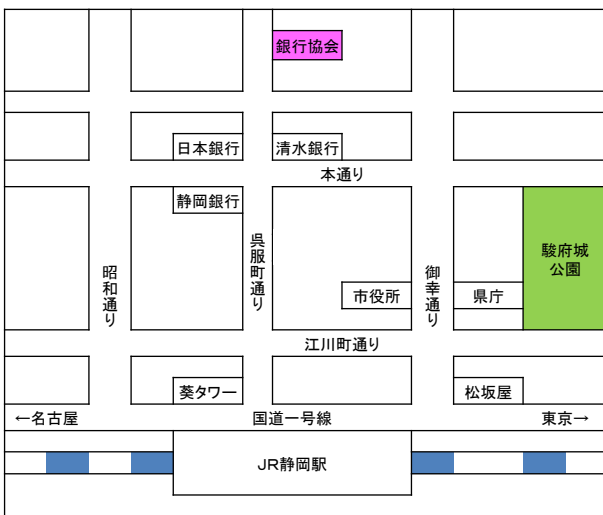 銀行協会
日本銀行
清水銀行
本通り
静岡銀行
駿府城
公園
呉服町通り
昭和通り
御幸通り
市役所
県庁
江川町通り
葵タワー
松坂屋
←名古屋
国道一号線
東京→
JR静岡駅